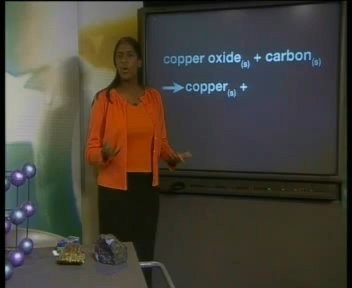 copper oxide(s) + carbon(s)
→ copper(s) +